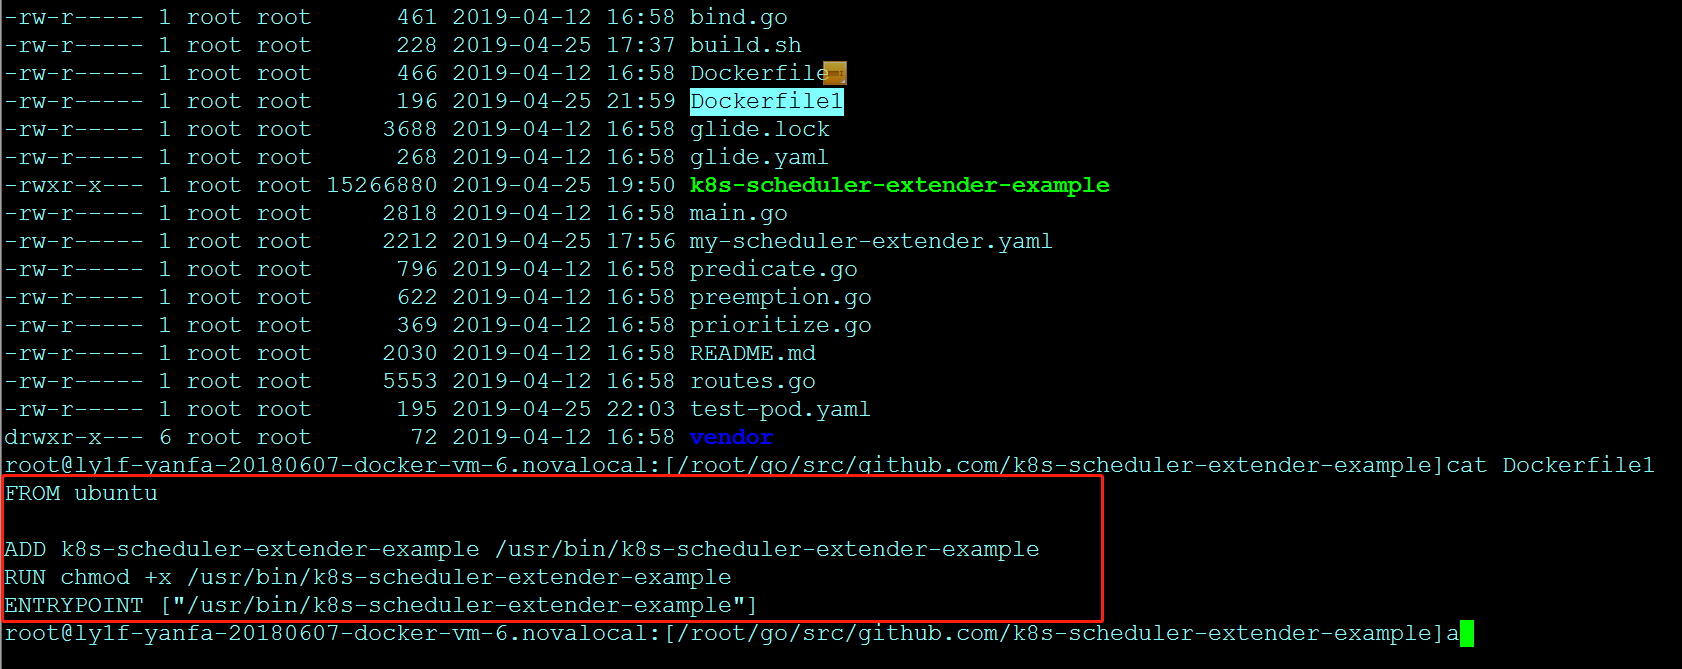 -rw-r----- 1 root root      461 2019-04-12 16:58 bind.go
-rw-r----- 1 root root      228 2019-04-25 17:37 build.sh
-rw-r----- 1 root root      466 2019-04-12 16:58 Dockerfile
-rw-r----- 1 root root      196 2019-04-25 21:59 Dockerfile1
-rw-r----- 1 root root     3688 2019-04-12 16:58 glide.lock
-rw-r----- 1 root root      268 2019-04-12 16:58 glide.yaml
-rwxr-x--- 1 root root 15266880 2019-04-25 19:50 k8s-scheduler-extender-example
-rw-r----- 1 root root     2818 2019-04-12 16:58 main.go
-rw-r----- 1 root root     2212 2019-04-25 17:56 my-scheduler-extender.yaml
-rw-r----- 1 root root      796 2019-04-12 16:58 predicate.go
-rw-r----- 1 root root      622 2019-04-12 16:58 preemption.go
-rw-r----- 1 root root      369 2019-04-12 16:58 prioritize.go
-rw-r----- 1 root root     2030 2019-04-12 16:58 README.md
-rw-r----- 1 root root     5553 2019-04-12 16:58 routes.go
-rw-r----- 1 root root      195 2019-04-25 22:03 test-pod.yaml
drwxr-x--- 6 root root       72 2019-04-12 16:58 vendor
root@ly1f-yanfa-20180607-docker-vm-6.novalocal:[/root/go/src/github.com/k8s-scheduler-extender-example]cat Dockerfile1
FROM ubuntu
ADD k8s-scheduler-extender-example /usr/bin/k8s-scheduler-extender-example
RUN chmod +x /usr/bin/k8s-scheduler-extender-example
ENTRYPOINT ["/usr/bin/k8s-scheduler-extender-example"]
root@ly1f-yanfa-20180607-docker-vm-6.novalocal:[/root/go/src/github.com/k8s-scheduler-extender-example]a